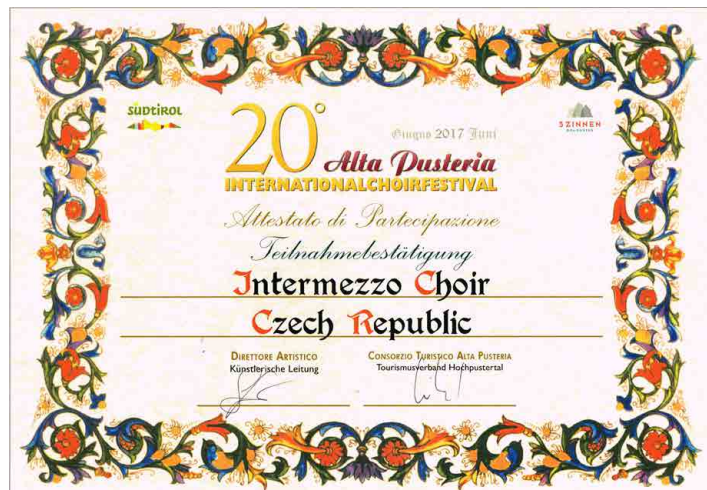 SÜDTIROL
20°
Giugno 2017 Juni
3 ZINNEN
DOLOMITES
Alta Pusteria
INTERNATIONALCHOIRFESTIVAL
Attestato di Partecipazione
Teilnahmebestätigung
Intermezzo Choir
Czech Republic
DIRETTORE ARTISTICO
Künstlerische Leitung
CONSORZIO TURISTICO ALTA PUSTERIA
Tourismusverband Hochpustertal